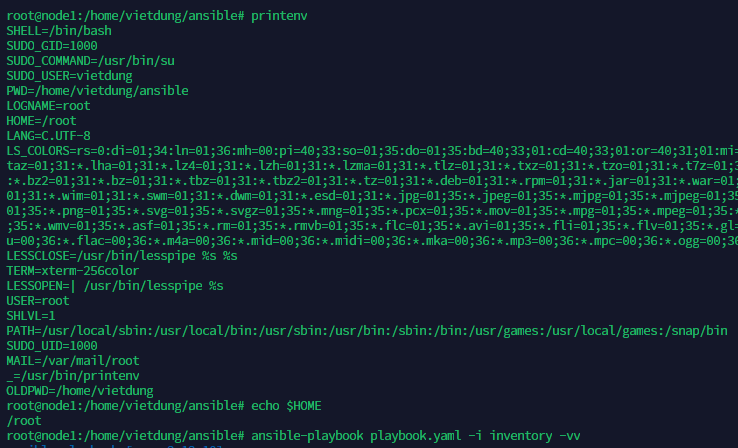 root@node1:/home/vietdung/ansible# printenv
SHELL=/bin/bash
SUDO_GID=1000
SUDO_COMMAND=/usr/bin/su
SUDO_USER=vietdung
PWD=/home/vietdung/ansible
LOGNAME=root
HOME=/root
LANG=C.UTF-8
LS_COLORS=rs=0:di=01;34:ln=01;36:mh=00:pi=40;33:so=01;35:do=01;35:bd=40;33;01:cd=40;33;01:or=40;31;01:mi=
taz=01;31:*.lha=01;31:*.lz4=01;31:*.lzh=01;31:*.lzma=01;31:*.tlz=01;31:*.txz=01;31:*.tzo=01;31:*.t7z=01;31
:*.bz2=01;31:*.bz=01;31:*.tbz=01;31:*.tbz2=01;31:*.tz=01;31:*.deb=01;31:*.rpm=01;31:*.jar=01;31:*.war=01;
01;31:*.wim=01;31:*.swm=01;31:*.dwm=01;31:*.esd=01;31:*.jpg=01;35:*.jpeg=01;35:*.mjpg=01;35:*.mjpeg=01;35
01;35:*.png=01;35:*.svg=01;35:*.svgz=01;35:*.mng=01;35:*.pcx=01;35:*.mov=01;35:*.mpg=01;35:*.mpeg=01;35:*
;35:*.wmv=01;35:*.asf=01;35:*.rm=01;35:*.rmvb=01;35:*.flc=01;35:*.avi=01;35:*.fli=01;35:*.flv=01;35:*.gl=
u=00;36:*.flac=00;36:*.m4a=00;36:*.mid=00;36:*.midi=00;36:*.mka=00;36:*.mp3=00;36:*.mpc=00;36:*.ogg=00;36
LESSCLOSE=/usr/bin/lesspipe %s %s
TERM=xterm-256color
LESSOPEN=| /usr/bin/lesspipe %s
USER=root
SHLVL=1
PATH=/usr/local/sbin:/usr/local/bin:/usr/sbin:/usr/bin:/sbin:/bin:/usr/games:/usr/local/games:/snap/bin
SUDO_UID=1000
MAIL=/var/mail/root
_=/usr/bin/printenv
OLDPWD=/home/vietdung
root@node1:/home/vietdung/ansible# echo $HOME
/root
root@node1:/home/vietdung/ansible# ansible-playbook playbook.yaml -i inventory -vv